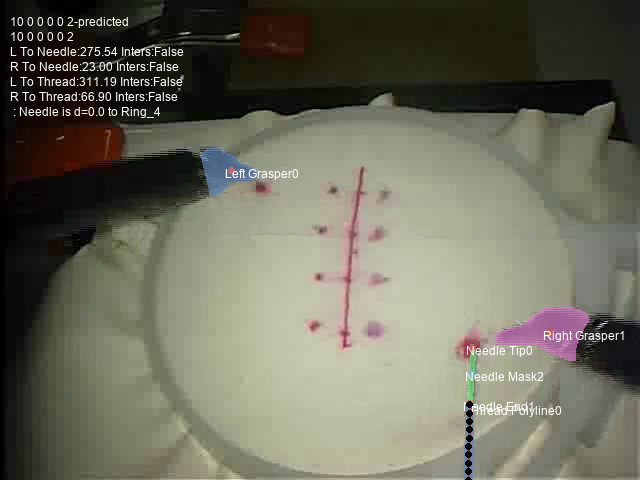 10 0 0 0 0 2-predicted
10 0 0 0 0 2
L To Needle:275.54 Inters:False
R To Needle:23.00 Inters:False
L To Thread:311.19 Inters:False
R To Thread:66.90 Inters:False
: Needle is d=0.0 to Ring_4
Left Grasper0
Right Grasper1
Needle Tip0
Needle Mask2
Needle End1
Thread Polyline0